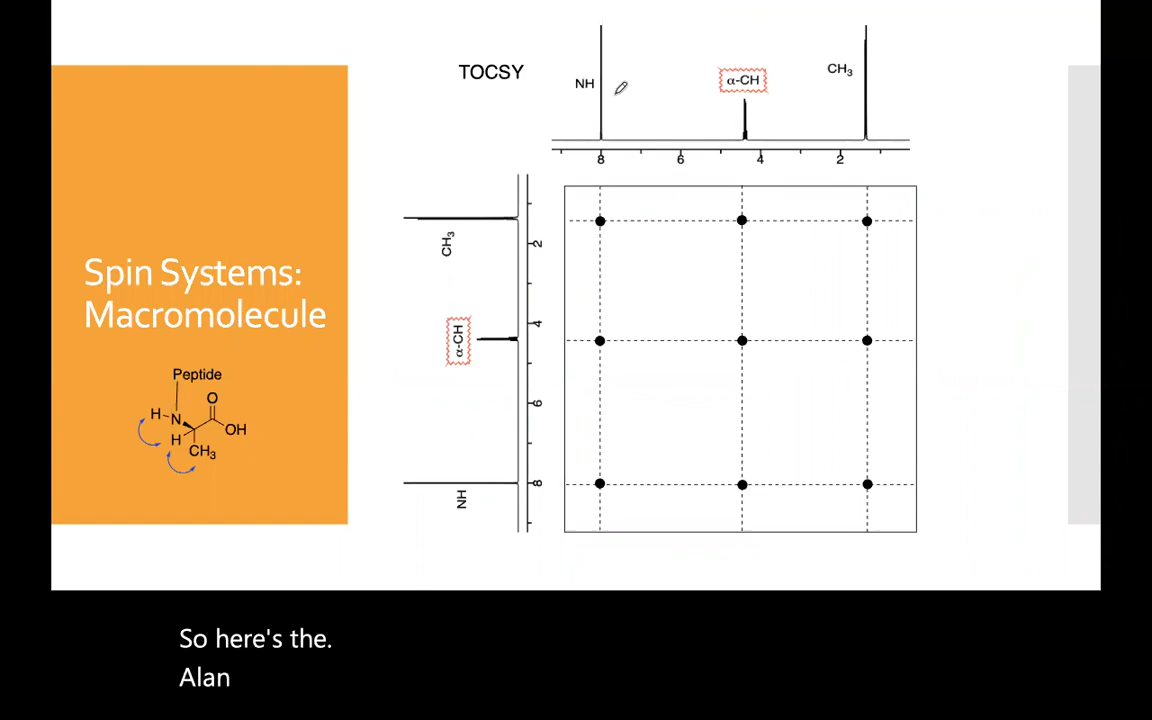 TOCSY
NH
α-CH
CH3
8
6
4
2
CH3
α-CH
NH
2
4
6
8
Spin Systems:
Macromolecule
Peptide
O
H
N
OH
H
CH3
So here's the.
Alan